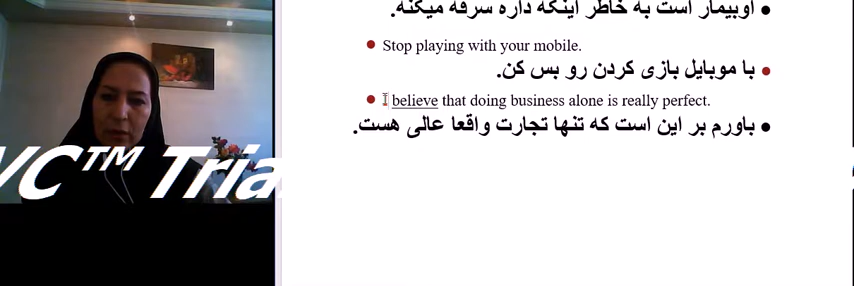 اوبیمار است به خاطر اینکه داره سرفه میکنه.
Stop playing with your mobile.
با موبایل بازی کردن رو بس کن.
I believe that doing business alone is really perfect.
باورم بر این است که تنها تجارت واقعا عالی هست.
VC™ Tria